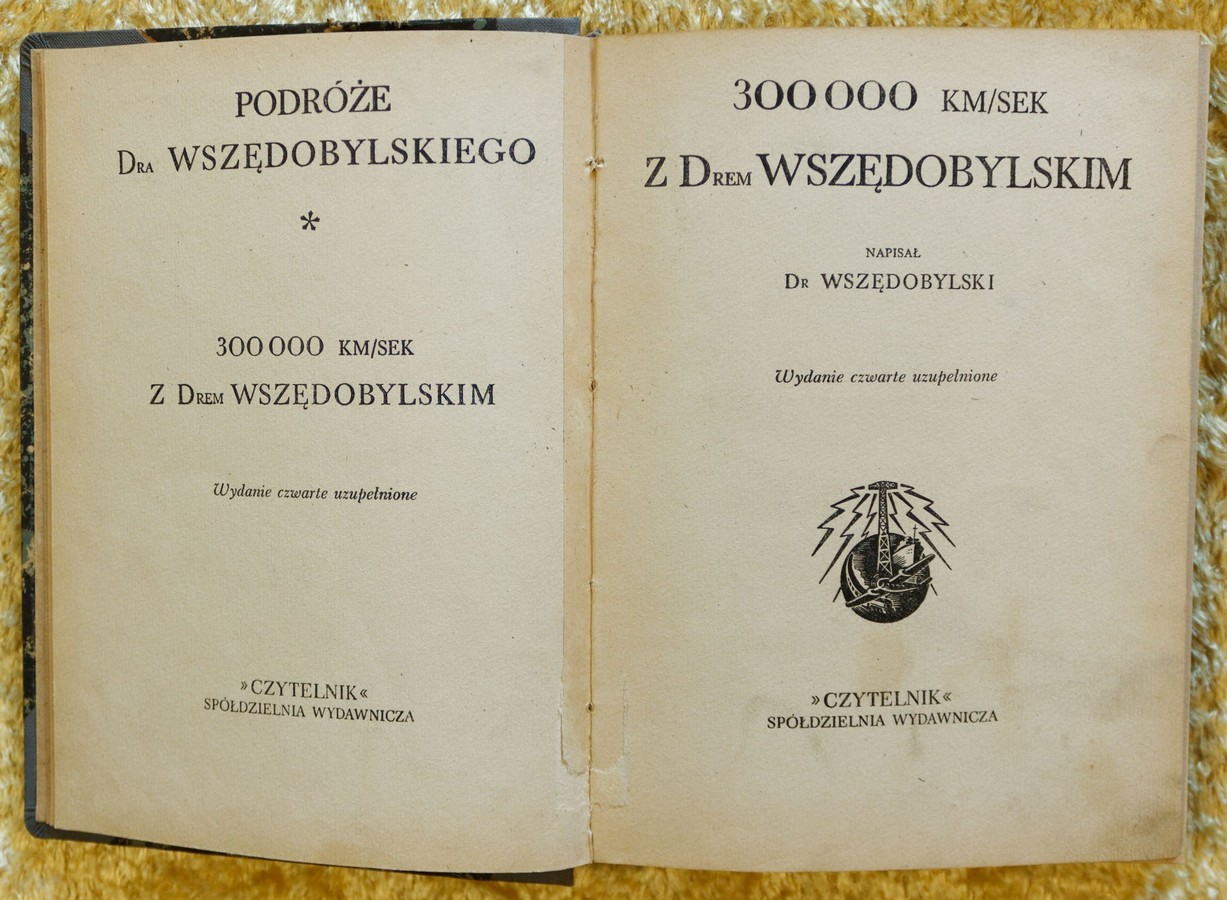 PODRÓŻE
DRA WSZĘDOBYLSKIEGO
*
300 000 KM/SEK
Z DREM WSZĘDOBYLSKIM
Wydanie czwarte uzupełnione
»CZYTELNIK«
SPÓŁDZIELNIA WYDAWNICZA
300 000 KM/SEK
Z DREM WSZĘDOBYLSKIM
NAPISAŁ
DR WSZĘDOBYLSKI
Wydanie czwarte uzupełnione
»CZYTELNIK«
SPÓŁDZIELNIA WYDAWNICZA